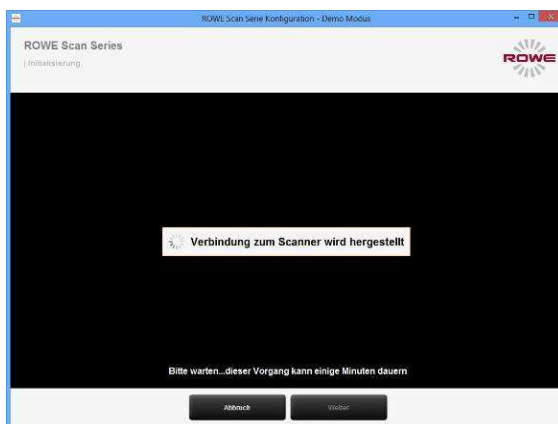 ROWE Scan Serie Konfiguration - Demo Modus
ROWE Scan Series
| Initialisierung
ROWE
Verbindung zum Scanner wird hergestellt
Bitte warten...dieser Vorgang kann einige Minuten dauern
Abbruch
Weiter